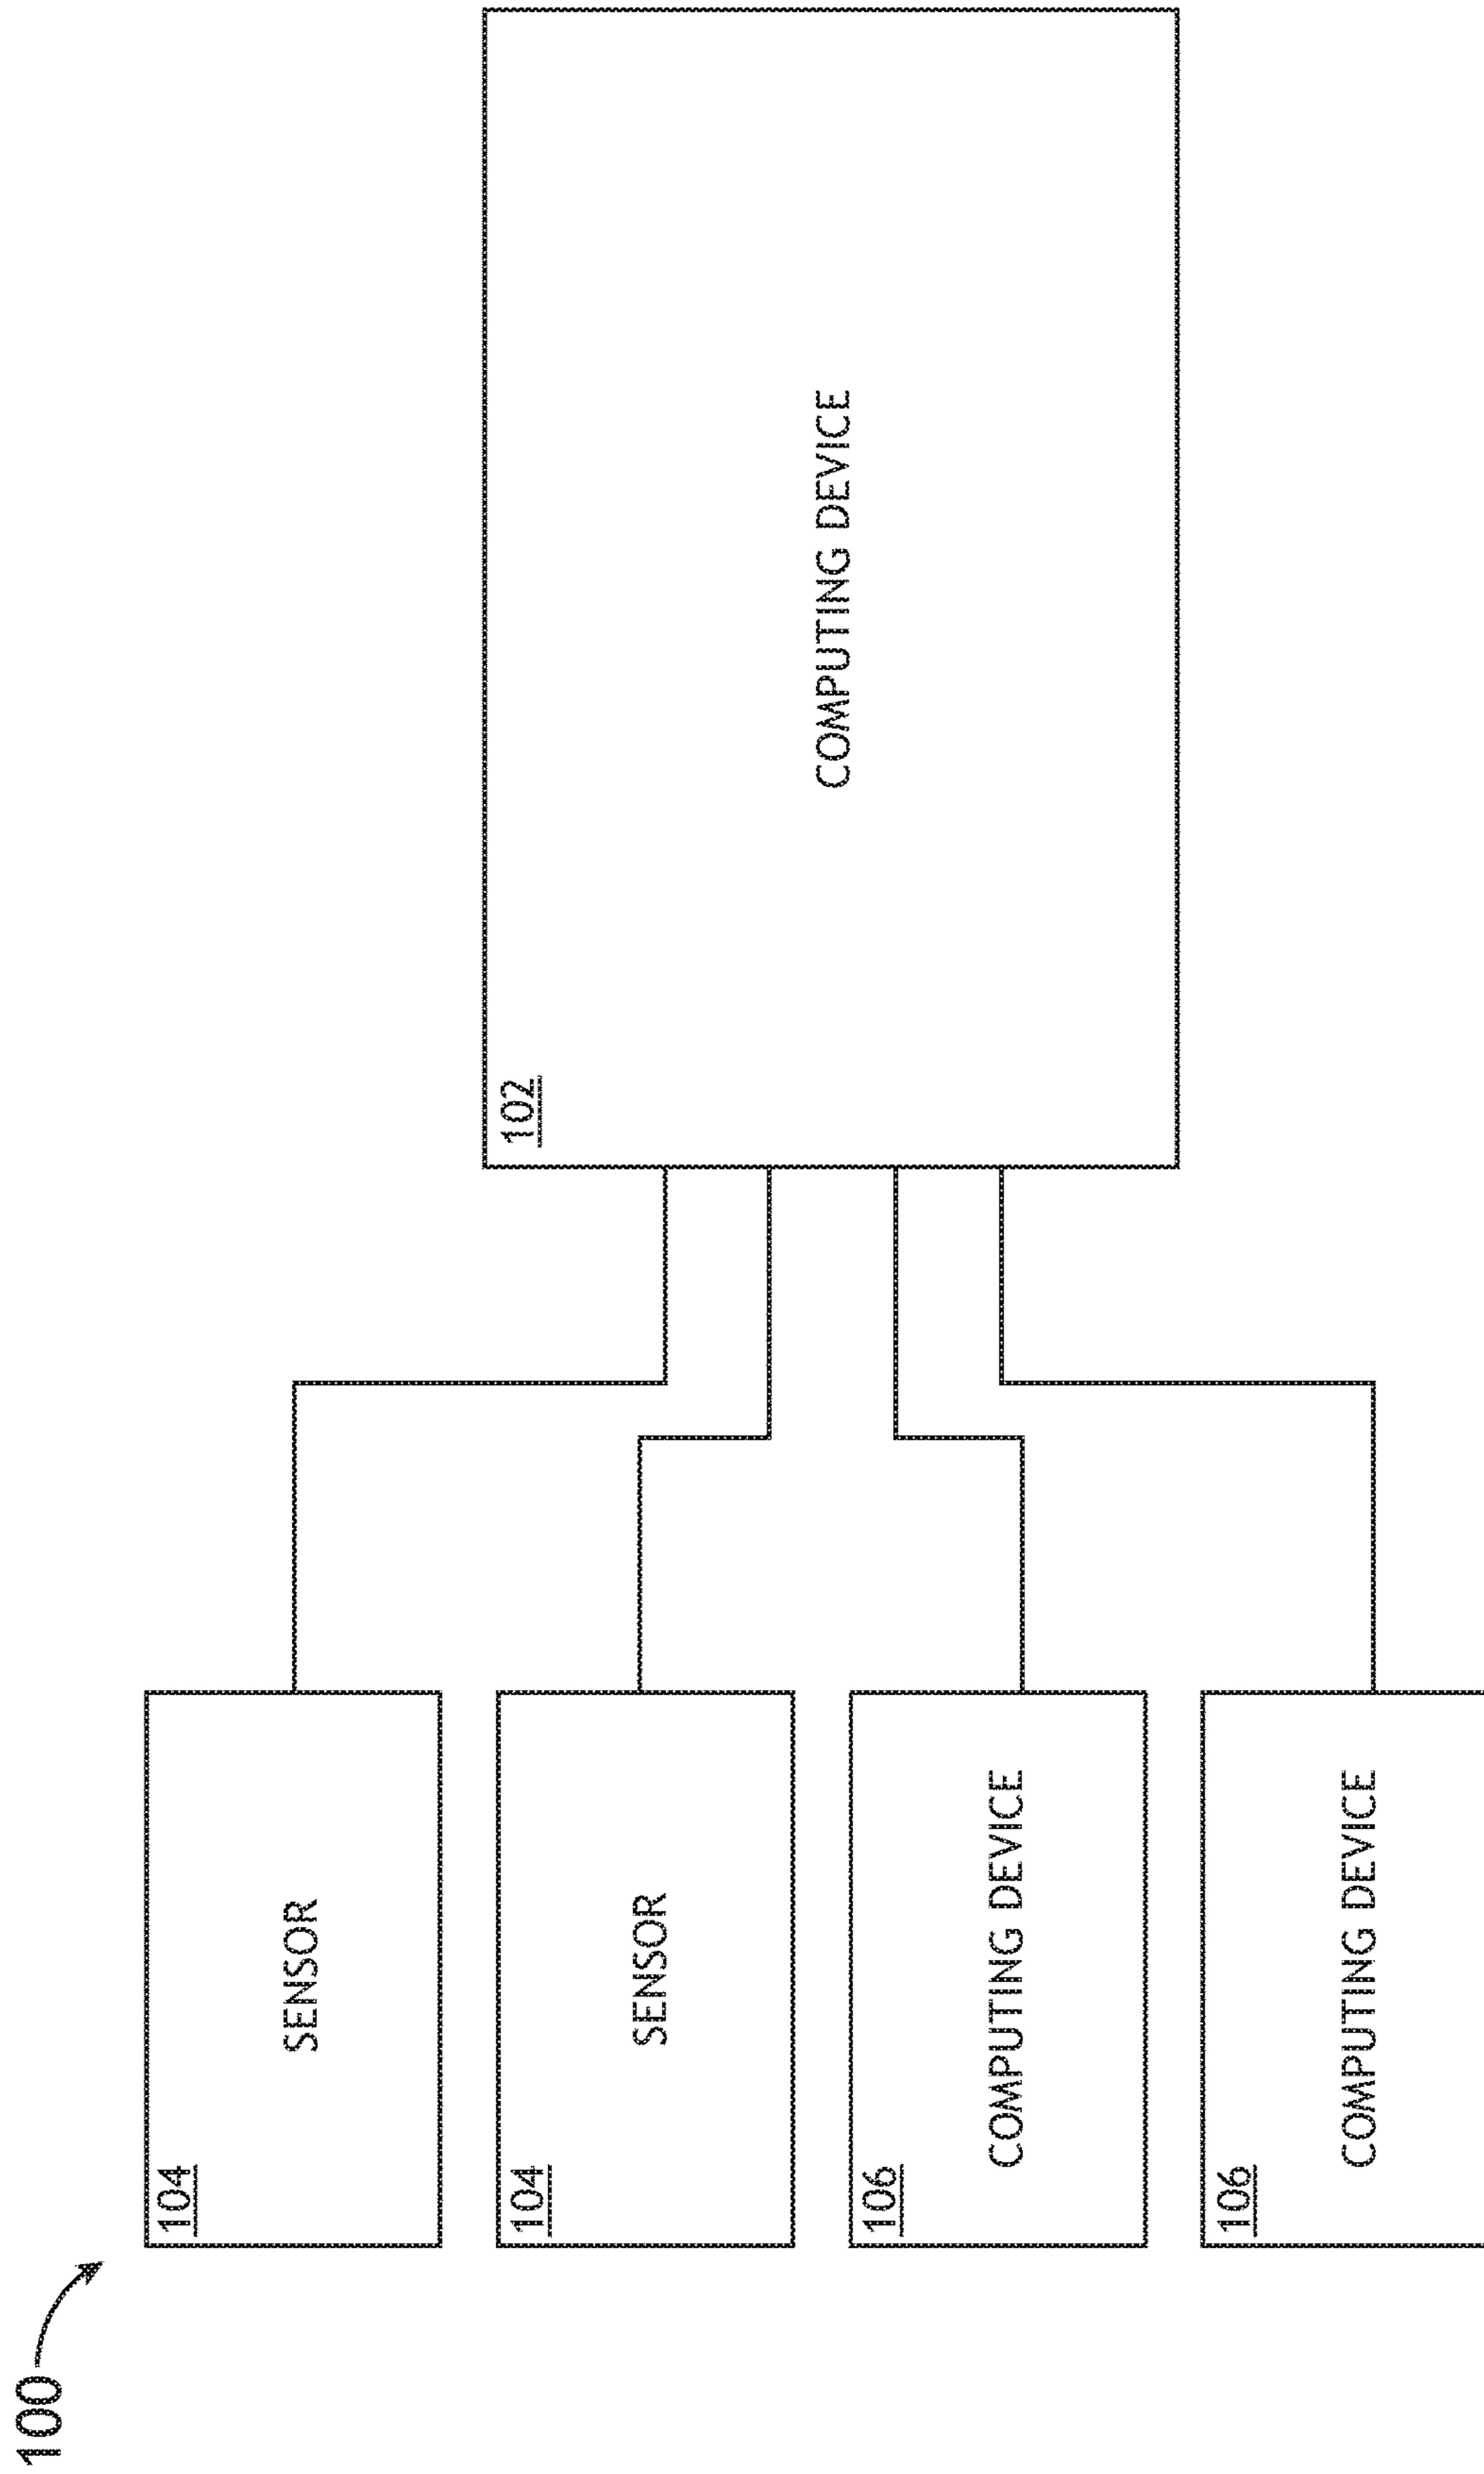 100
104
SENSOR
104
SENSOR
106
COMPUTING DEVICE
106
COMPUTING DEVICE
102
COMPUTING DEVICE